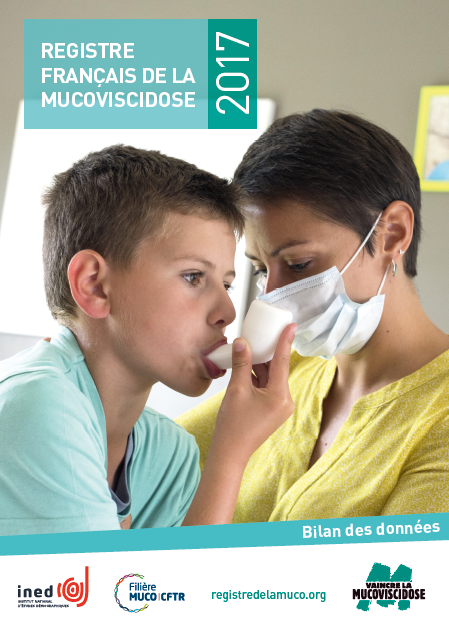 REGISTRE
FRANÇAIS DE LA
MUCOVISCIDOSE
2017
Bilan des données
ined
INSTITUT NATIONAL
D'ÉTUDES DÉMOGRAPHIQUES
Filière
MUCO CFTR
registredelamuco.org
VAINCRE LA
MUCOVISCIDOSE